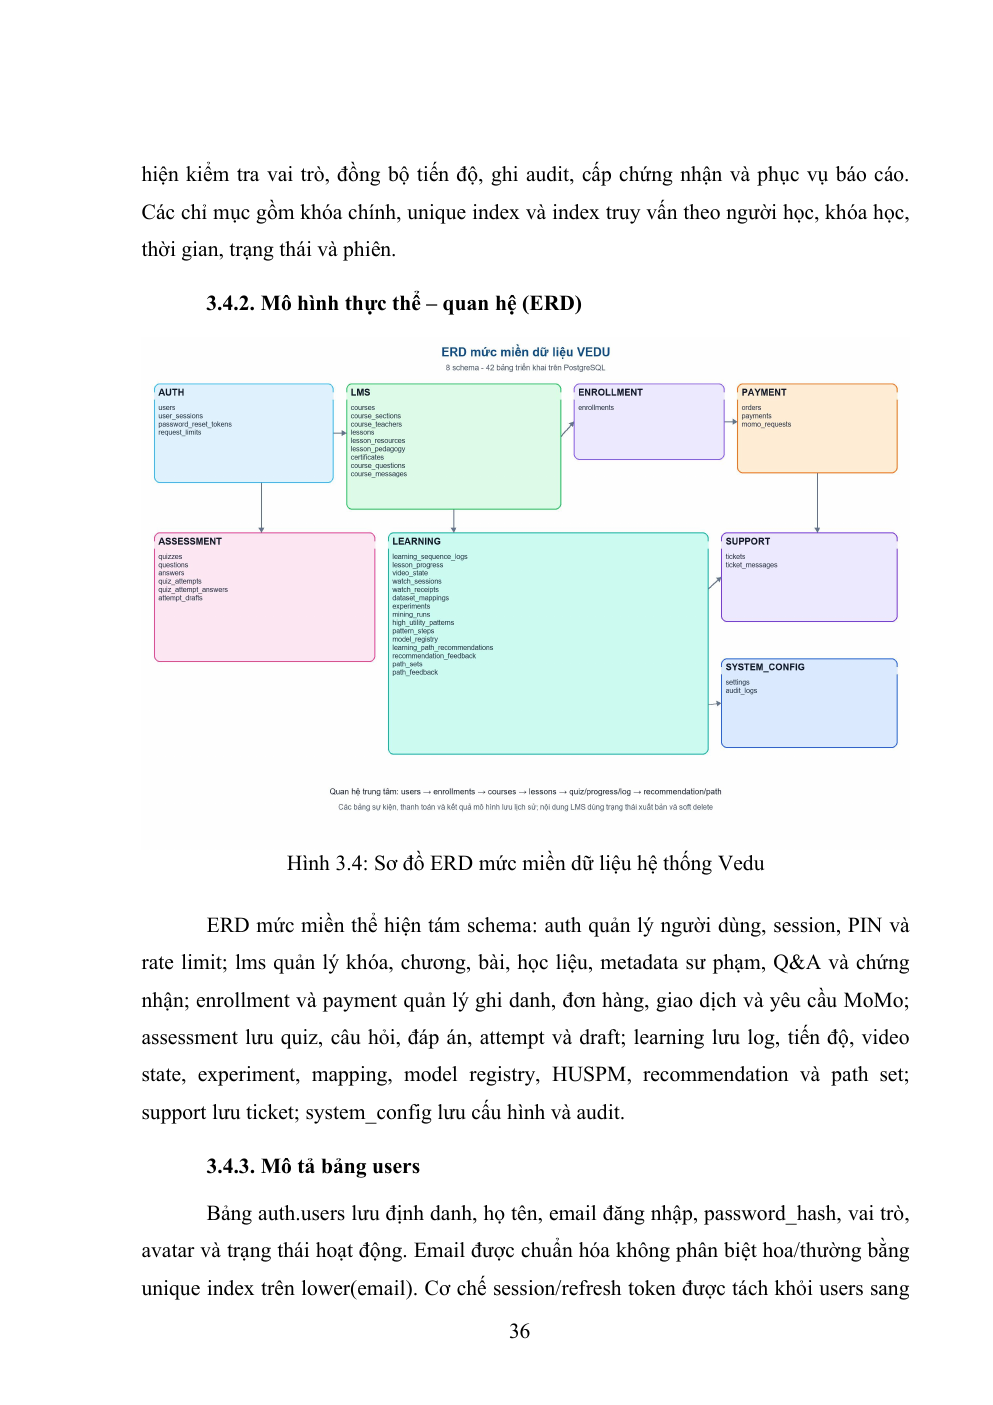 hiện kiểm tra vai trò, đồng bộ tiến độ, ghi audit, cấp chứng nhận và phục vụ báo cáo.
Các chỉ mục gồm khóa chính, unique index và index truy vấn theo người học, khóa học,
thời gian, trạng thái và phiên.
3.4.2. Mô hình thực thể – quan hệ (ERD)
ERD mức miền dữ liệu VEDU
8 schema - 42 bảng triển khai trên PostgreSQL
AUTH
users
user_sessions
password_reset_tokens
request_limits
LMS
courses
course_sections
course_teachers
lessons
lesson_resources
lesson_pedagogy
certificates
course_questions
course_messages
ENROLLMENT
enrollments
PAYMENT
orders
payments
momo_requests
ASSESSMENT
quizzes
questions
answers
quiz_attempts
quiz_attempt_answers
attempt_drafts
LEARNING
learning_sequence_logs
lesson_progress
video_state
watch_sessions
watch_receipts
dataset_mappings
experiments
mining_runs
high_utility_patterns
pattern_steps
model_registry
learning_path_recommendations
recommendation_feedback
path_sets
path_feedback
SUPPORT
tickets
ticket_messages
SYSTEM_CONFIG
settings
audit_logs
Quan hệ trung tâm: users → enrollments → courses → lessons → quiz/progress/log → recommendation/path
Các bảng sự kiện, thanh toán và kết quả mô hình lưu lịch sử; nội dung LMS dùng trạng thái xuất bản và soft delete
Hình 3.4: Sơ đồ ERD mức miền dữ liệu hệ thống Vedu
ERD mức miền thể hiện tám schema: auth quản lý người dùng, session, PIN và
rate limit; lms quản lý khóa, chương, bài, học liệu, metadata sư phạm, Q&A và chứng
nhận; enrollment và payment quản lý ghi danh, đơn hàng, giao dịch và yêu cầu MoMo;
assessment lưu quiz, câu hỏi, đáp án, attempt và draft; learning lưu log, tiến độ, video
state, experiment, mapping, model registry, HUSPM, recommendation và path set;
support lưu ticket; system_config lưu cấu hình và audit.
3.4.3. Mô tả bảng users
Bảng auth.users lưu định danh, họ tên, email đăng nhập, password_hash, vai trò,
avatar và trạng thái hoạt động. Email được chuẩn hóa không phân biệt hoa/thường bằng
unique index trên lower(email). Cơ chế session/refresh token được tách khỏi users sang
36